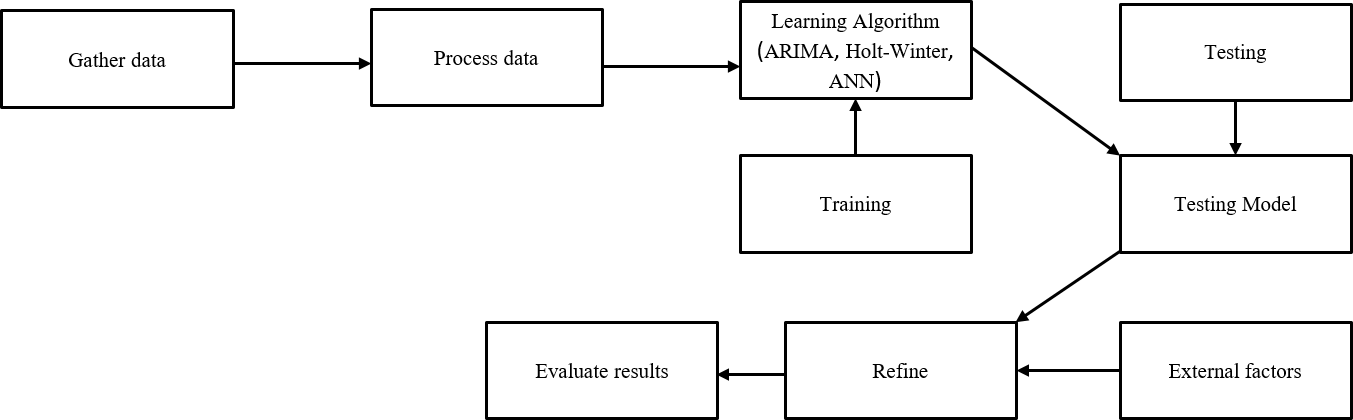 Gather data
Process data
Learning Algorithm
(ARIMA, Holt-Winter,
ANN)
Testing
Training
Testing Model
Evaluate results
Refine
External factors